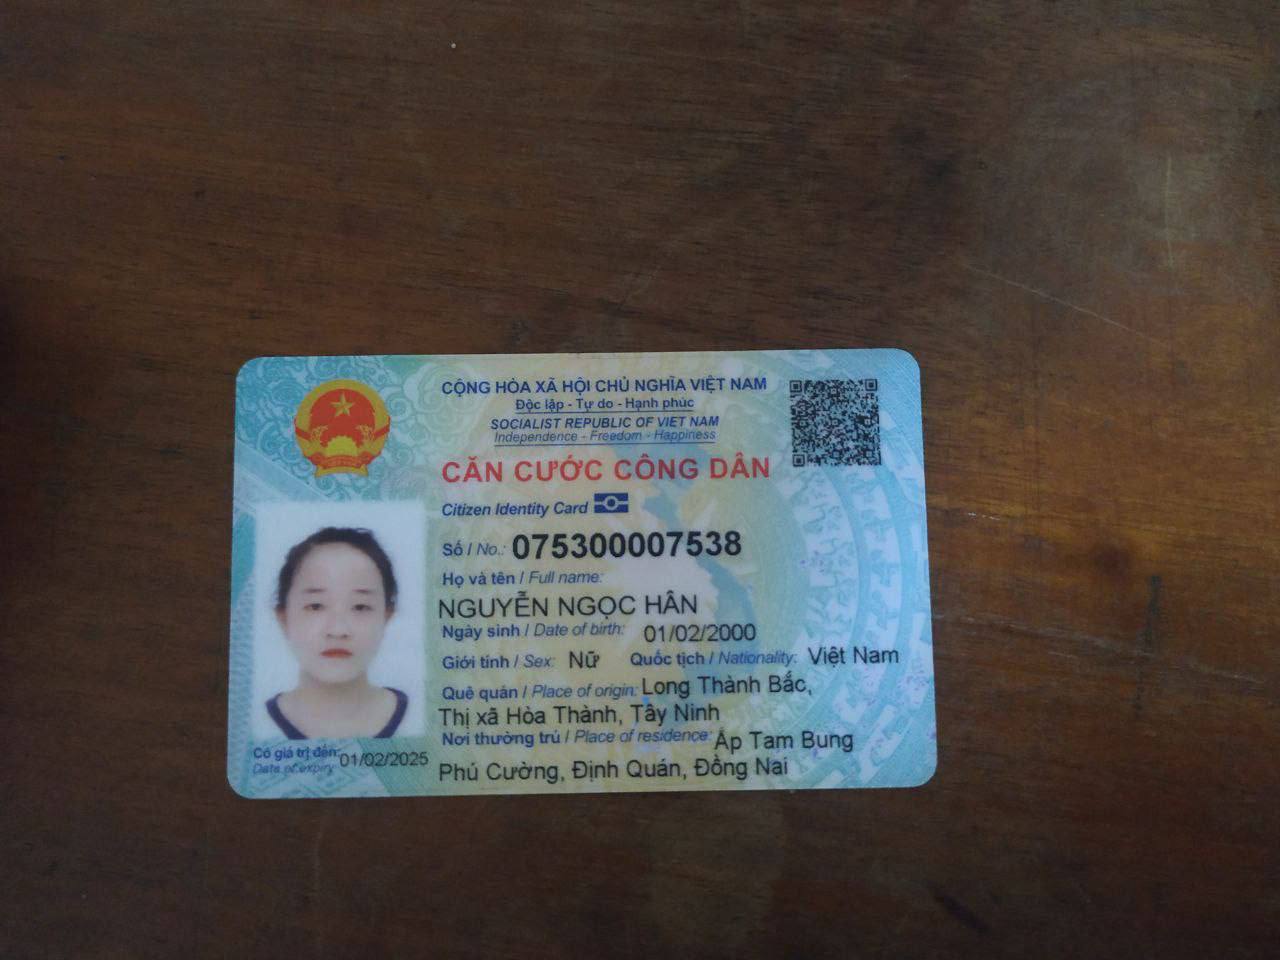 CỘNG HÒA XÃ HỘI CHỦ NGHĨA VIỆT NAM
Độc lập - Tự do - Hạnh phúc
SOCIALIST REPUBLIC OF VIET NAM
Independence - Freedom - Happiness
CĂN CƯỚC CÔNG DÂN
Citizen Identity Card
Số / No.: 075300007538
Họ và tên / Full name:
NGUYỄN NGỌC HÂN
Ngày sinh / Date of birth: 01/02/2000
Giới tính / Sex: Nữ Quốc tịch / Nationality: Việt Nam
Quê quán / Place of origin: Long Thành Bắc,
Thị xã Hòa Thành, Tây Ninh
Nơi thường trú / Place of residence: Ấp Tam Bung
Phú Cường, Định Quán, Đồng Nai
Có giá trị đến: 01/02/2025
Date of expiry: